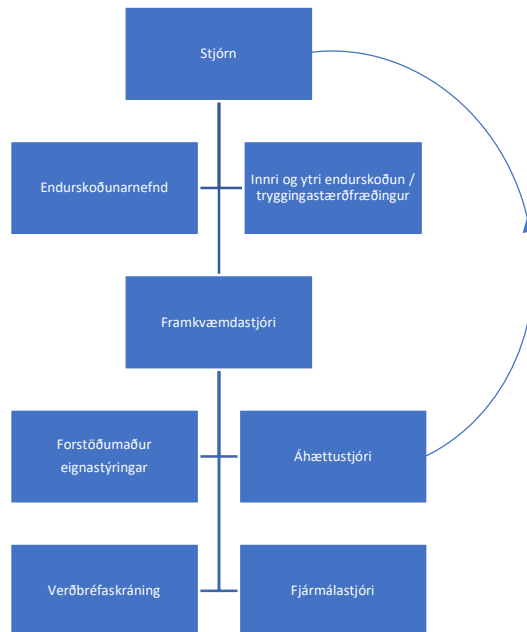 Stjórn
Endurskoðunarnefnd
Innri og ytri endurskoðun /
tryggingastærðfræðingur
Framkvæmdastjóri
Forstöðumaður
eignastýringar
Áhættustjóri
Verðbréfaskráning
Fjármálastjóri